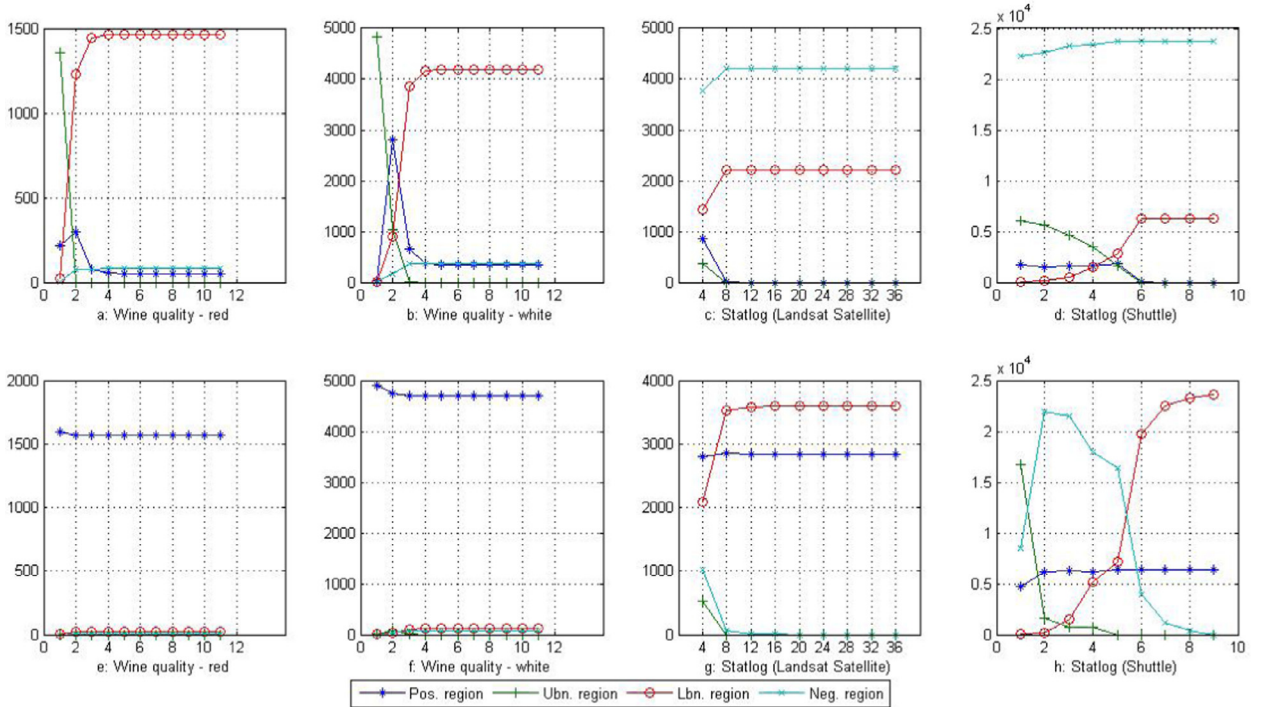 1500
1000
500
0
0 2 4 6 8 10 12
a: Wine quality - red
5000
4000
3000
2000
1000
0
0 2 4 6 8 10 12
b: Wine quality - white
5000
4000
3000
2000
1000
0
4 8 12 16 20 24 28 32 36
c: Statlog (Landsat Satellite)
x 10^4
2.5
2
1.5
1
0.5
0
0 2 4 6 8 10
d: Statlog (Shuttle)
2000
1500
1000
500
0
0 2 4 6 8 10 12
e: Wine quality - red
5000
4000
3000
2000
1000
0
0 2 4 6 8 10 12
f: Wine quality - white
4000
3000
2000
1000
0
4 8 12 16 20 24 28 32 36
g: Statlog (Landsat Satellite)
x 10^4
2.5
2
1.5
1
0.5
0
0 2 4 6 8 10
h: Statlog (Shuttle)
Pos. region Ubn. region Lbn. region Neg. region